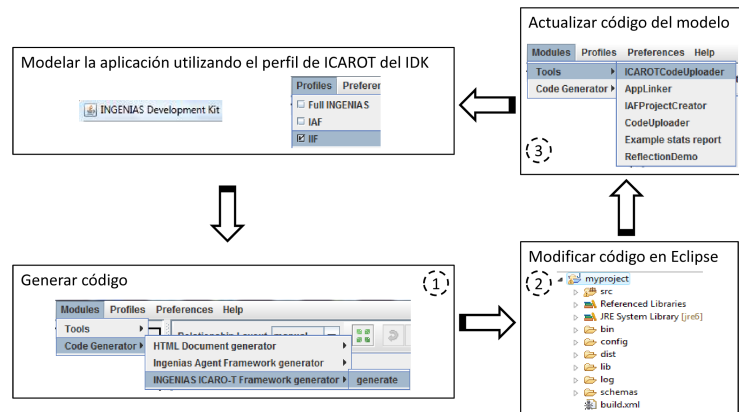 Modelar la aplicación utilizando el perfil de ICAROT del IDK
INGENIAS Development Kit
Profiles Preferen
Full INGENIAS
IAF
IIF
Generar código
1
Modules Profiles Preferences Help
Tools
Code Generator
HTML Document generator
Ingenias Agent Framework generator
INGENIAS ICARO-T Framework generator generate
Modificar código en Eclipse
2
myproject
src
Referenced Libraries
JRE System Library [jre6]
bin
config
dist
lib
log
schemas
build.xml
Actualizar código del modelo
Modules Profiles Preferences Help
Tools
Code Generator
ICAROTCodeUploader
AppLinker
IAFProjectCreator
CodeUploader
Example stats report
ReflectionDemo
3